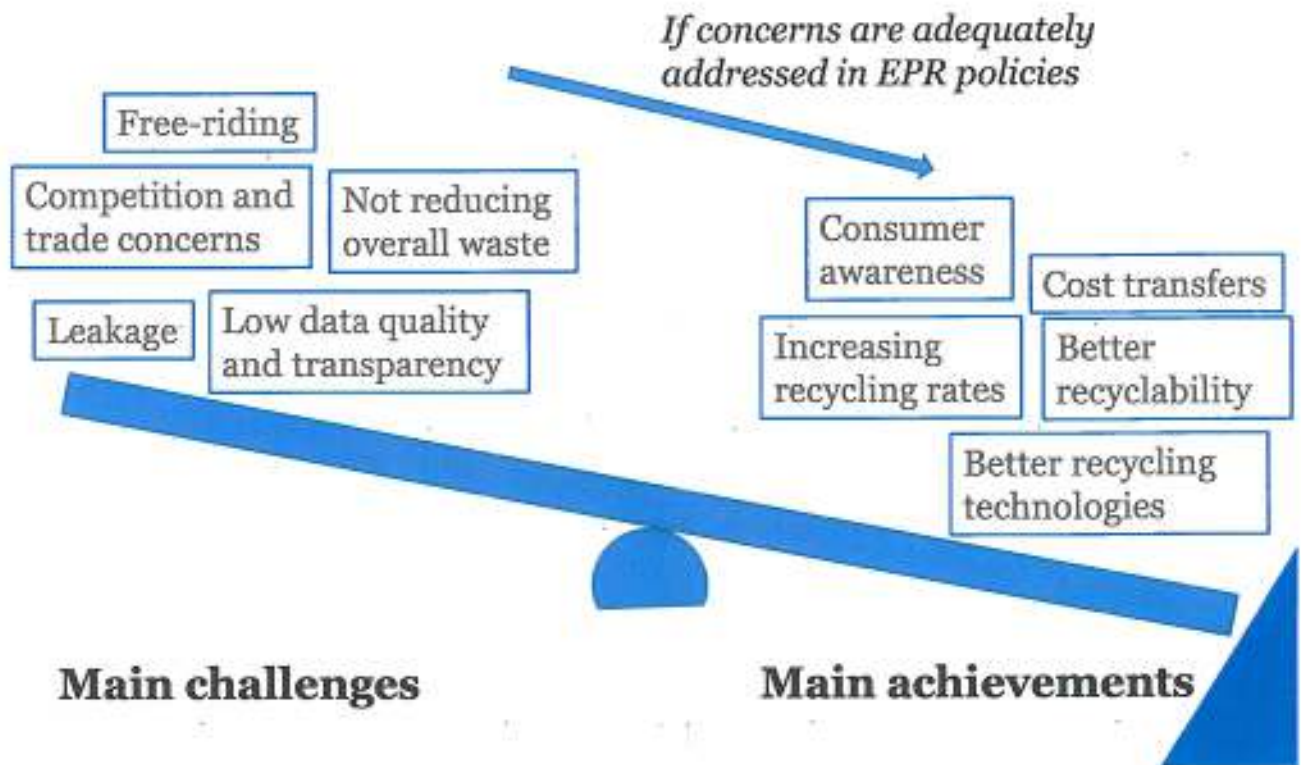 If concerns are adequately
addressed in EPR policies
Free-riding
Competition and
trade concerns
Not reducing
overall waste
Leakage
Low data quality
and transparency
Consumer
awareness
Cost transfers
Increasing
recycling rates
Better
recyclability
Better recycling
technologies
Main challenges
Main achievements